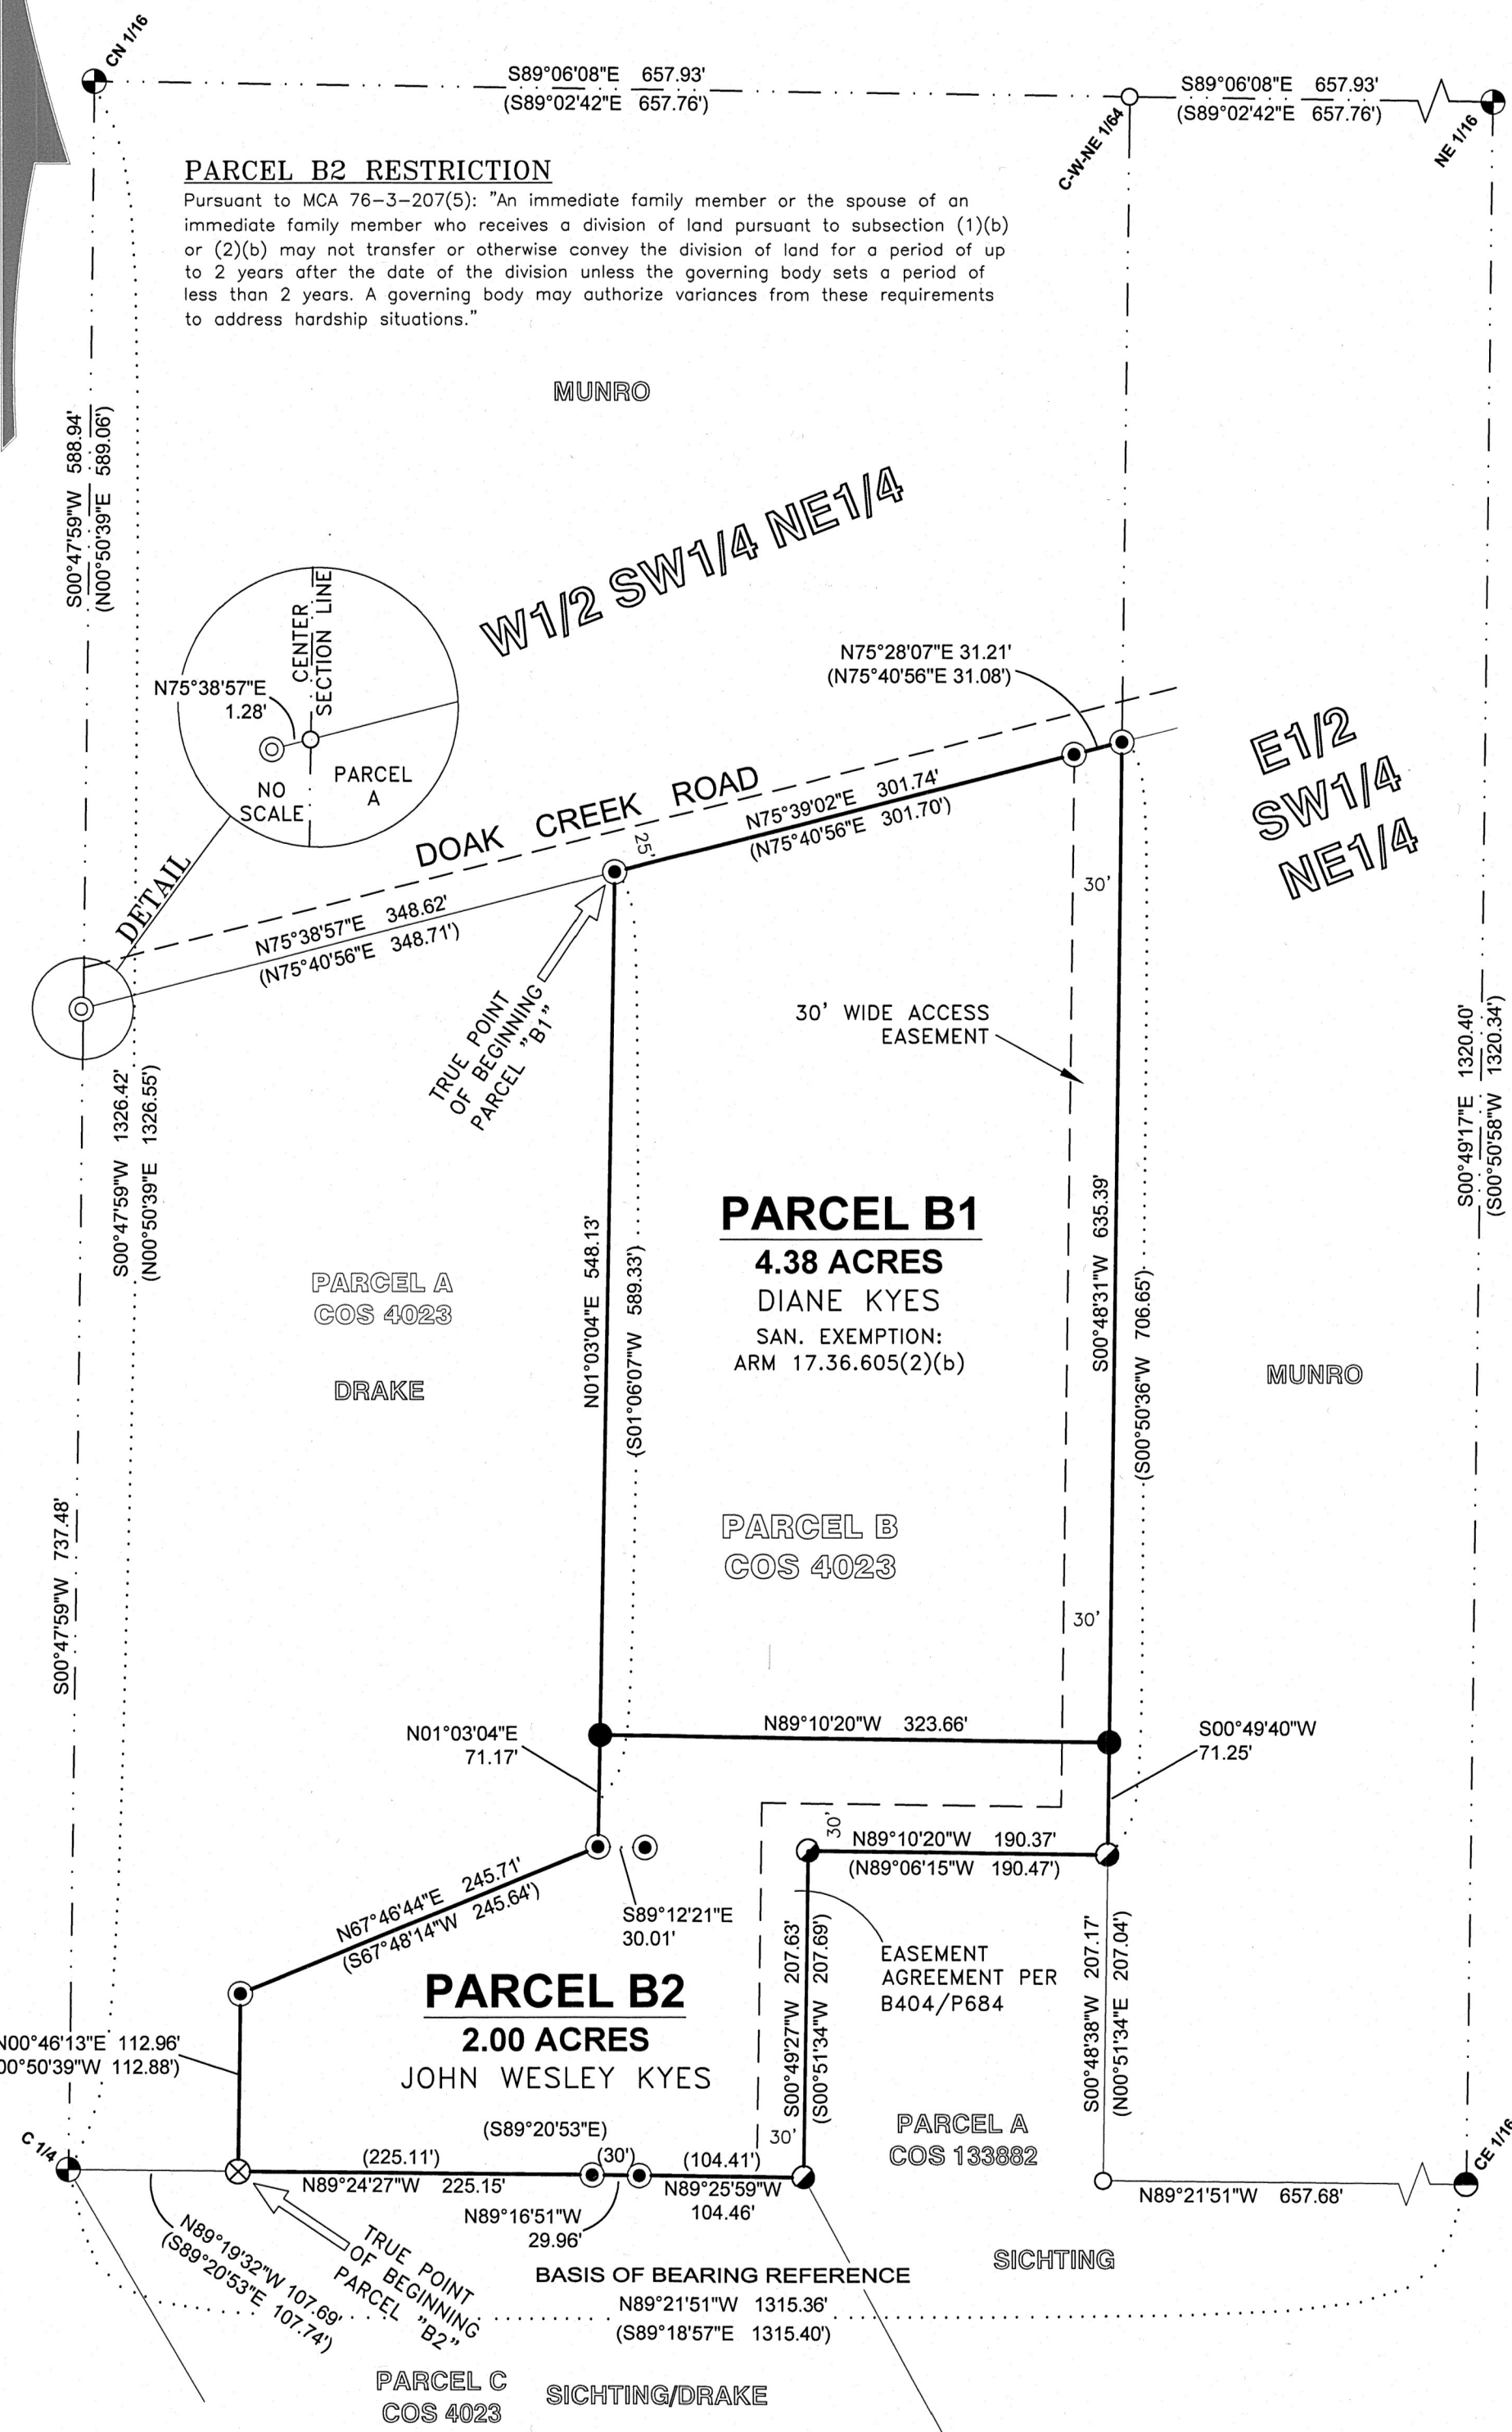 CN 1/16
S89°06'08"E 657.93'
(S89°02'42"E 657.76')
C-W-NE 1/64
S89°06'08"E 657.93'
(S89°02'42"E 657.76')
NE 1/16
PARCEL B2 RESTRICTION
Pursuant to MCA 76-3-207(5): "An immediate family member or the spouse of an
immediate family member who receives a division of land pursuant to subsection (1)(b)
or (2)(b) may not transfer or otherwise convey the division of land for a period of up
to 2 years after the date of the division unless the governing body sets a period of
less than 2 years. A governing body may authorize variances from these requirements
to address hardship situations."
MUNRO
S00°47'59"W 588.94'
(N00°50'39"E 589.06')
W1/2 SW1/4 NE1/4
CENTER
SECTION LINE
N75°38'57"E
1.28'
NO
SCALE
PARCEL
A
DETAIL
N75°28'07"E 31.21'
(N75°40'56"E 31.08')
E1/2
SW1/4
NE1/4
DOAK CREEK ROAD
25'
N75°39'02"E 301.74'
(N75°40'56"E 301.70')
30'
N75°38'57"E 348.62'
(N75°40'56"E 348.71')
TRUE POINT
OF BEGINNING
PARCEL "B1"
30' WIDE ACCESS
EASEMENT
S00°47'59"W 1326.42'
(N00°50'39"E 1326.55')
S00°49'17"E 1320.40'
(S00°50'58"W 1320.34')
PARCEL B1
4.38 ACRES
DIANE KYES
SAN. EXEMPTION:
ARM 17.36.605(2)(b)
N01°03'04"E 548.13'
(S01°06'07"W 589.33')
S00°48'31"W 635.39'
(S00°50'36"W 706.65')
PARCEL A
COS 4023
DRAKE
MUNRO
PARCEL B
COS 4023
S00°47'59"W 737.48'
30'
N01°03'04"E
71.17'
N89°10'20"W 323.66'
S00°49'40"W
71.25'
30'
N89°10'20"W 190.37'
(N89°06'15"W 190.47')
N67°46'44"E 245.71'
(S67°48'14"W 245.64')
S89°12'21"E
30.01'
S00°49'27"W 207.63'
(S00°51'34"W 207.69')
EASEMENT
AGREEMENT PER
B404/P684
S00°48'38"W 207.17'
(N00°51'34"E 207.04')
PARCEL B2
2.00 ACRES
JOHN WESLEY KYES
N00°46'13"E 112.96'
00°50'39"W 112.88')
C 1/4
(S89°20'53"E)
(225.11')
(30')
(104.41')
30'
N89°24'27"W 225.15'
N89°16'51"W
29.96'
N89°25'59"W
104.46'
PARCEL A
COS 133882
CE 1/16
N89°21'51"W 657.68'
N89°19'32"W 107.69'
(S89°20'53"E 107.74')
TRUE POINT
OF BEGINNING
PARCEL "B2"
SICHTING
BASIS OF BEARING REFERENCE
N89°21'51"W 1315.36'
(S89°18'57"E 1315.40')
PARCEL C
COS 4023
SICHTING/DRAKE